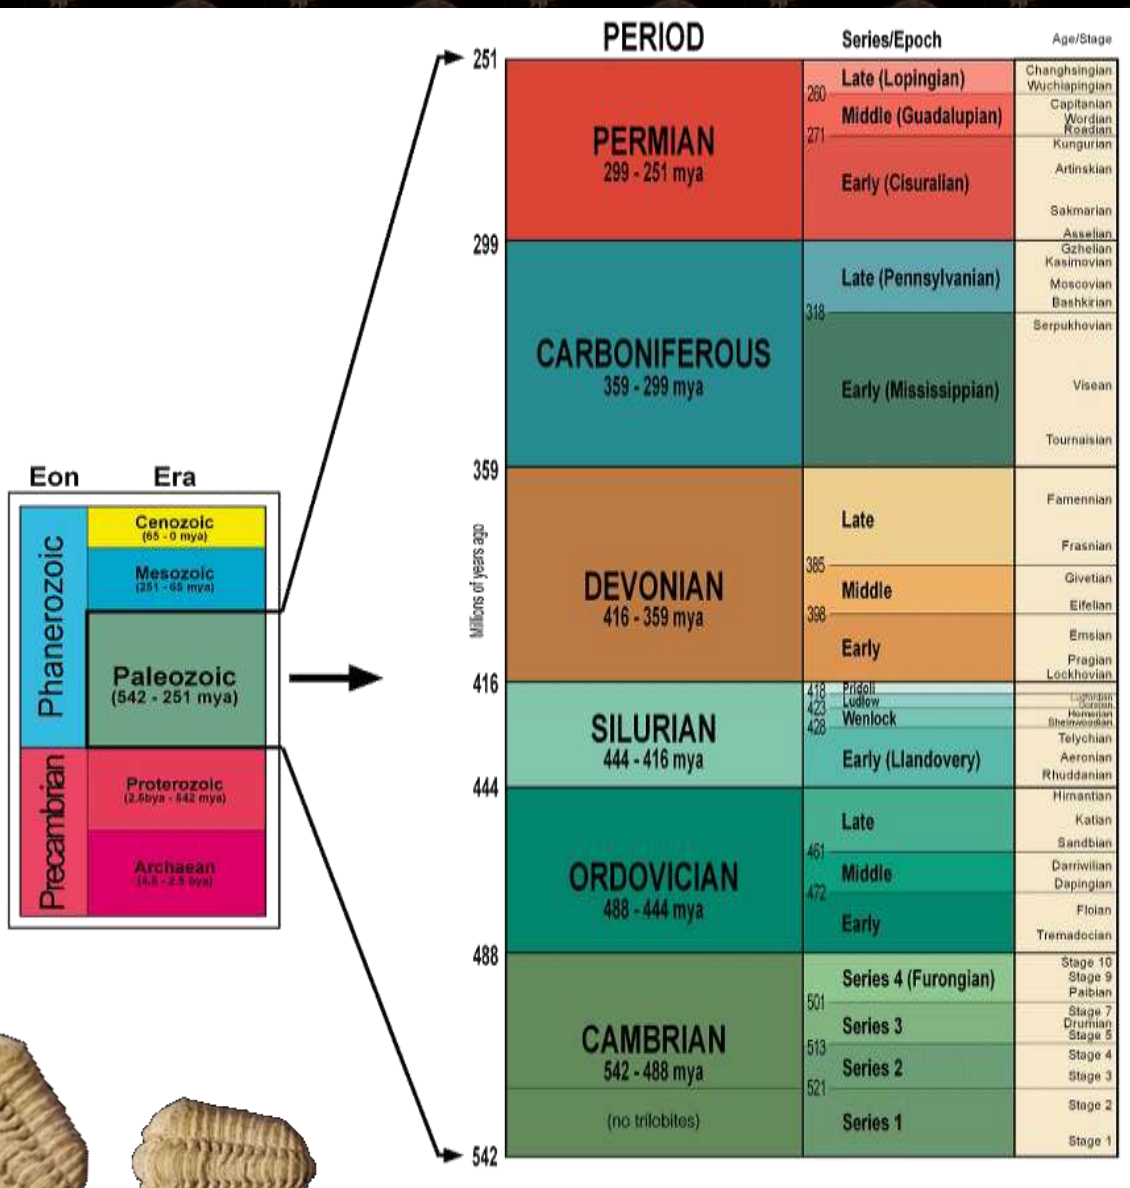 PERIOD
Series/Epoch
Age/Stage
251
PERMIAN
299 - 251 mya
Late (Lopingian)
260
Middle (Guadalupian)
271
Early (Cisuralian)
Changhsingian
Wuchiapingian
Capitanian
Wordian
Roadian
Kungurian
Artinskian
Sakmarian
Asselian
299
CARBONIFEROUS
359 - 299 mya
Late (Pennsylvanian)
318
Early (Mississippian)
Gzhelian
Kasimovian
Moscovian
Bashkirian
Serpukhovian
Visean
Tournaisian
359
Millions of years ago
DEVONIAN
416 - 359 mya
Late
385
Middle
398
Early
Famennian
Frasnian
Givetian
Eifelian
Emsian
Pragian
Lockhovian
416
SILURIAN
444 - 416 mya
418
Pridoli
Ludlow
423
Wenlock
428
Early (Llandovery)
Homerian
Sheinwoodian
Telychian
Aeronian
Rhuddanian
444
ORDOVICIAN
488 - 444 mya
Late
461
Middle
472
Early
Hirnantian
Katian
Sandbian
Darriwilian
Dapingian
Floian
Tremadocian
488
CAMBRIAN
542 - 488 mya
(no trilobites)
Series 4 (Furongian)
501
Series 3
513
Series 2
521
Series 1
Stage 10
Stage 9
Paibian
Stage 7
Drumian
Stage 5
Stage 4
Stage 3
Stage 2
Stage 1
542
Eon
Era
Phanerozoic
Cenozoic
(65 - 0 mya)
Mesozoic
(251 - 65 mya)
Paleozoic
(542 - 251 mya)
Precambrian
Proterozoic
(2.5bya - 542 mya)
Archaean